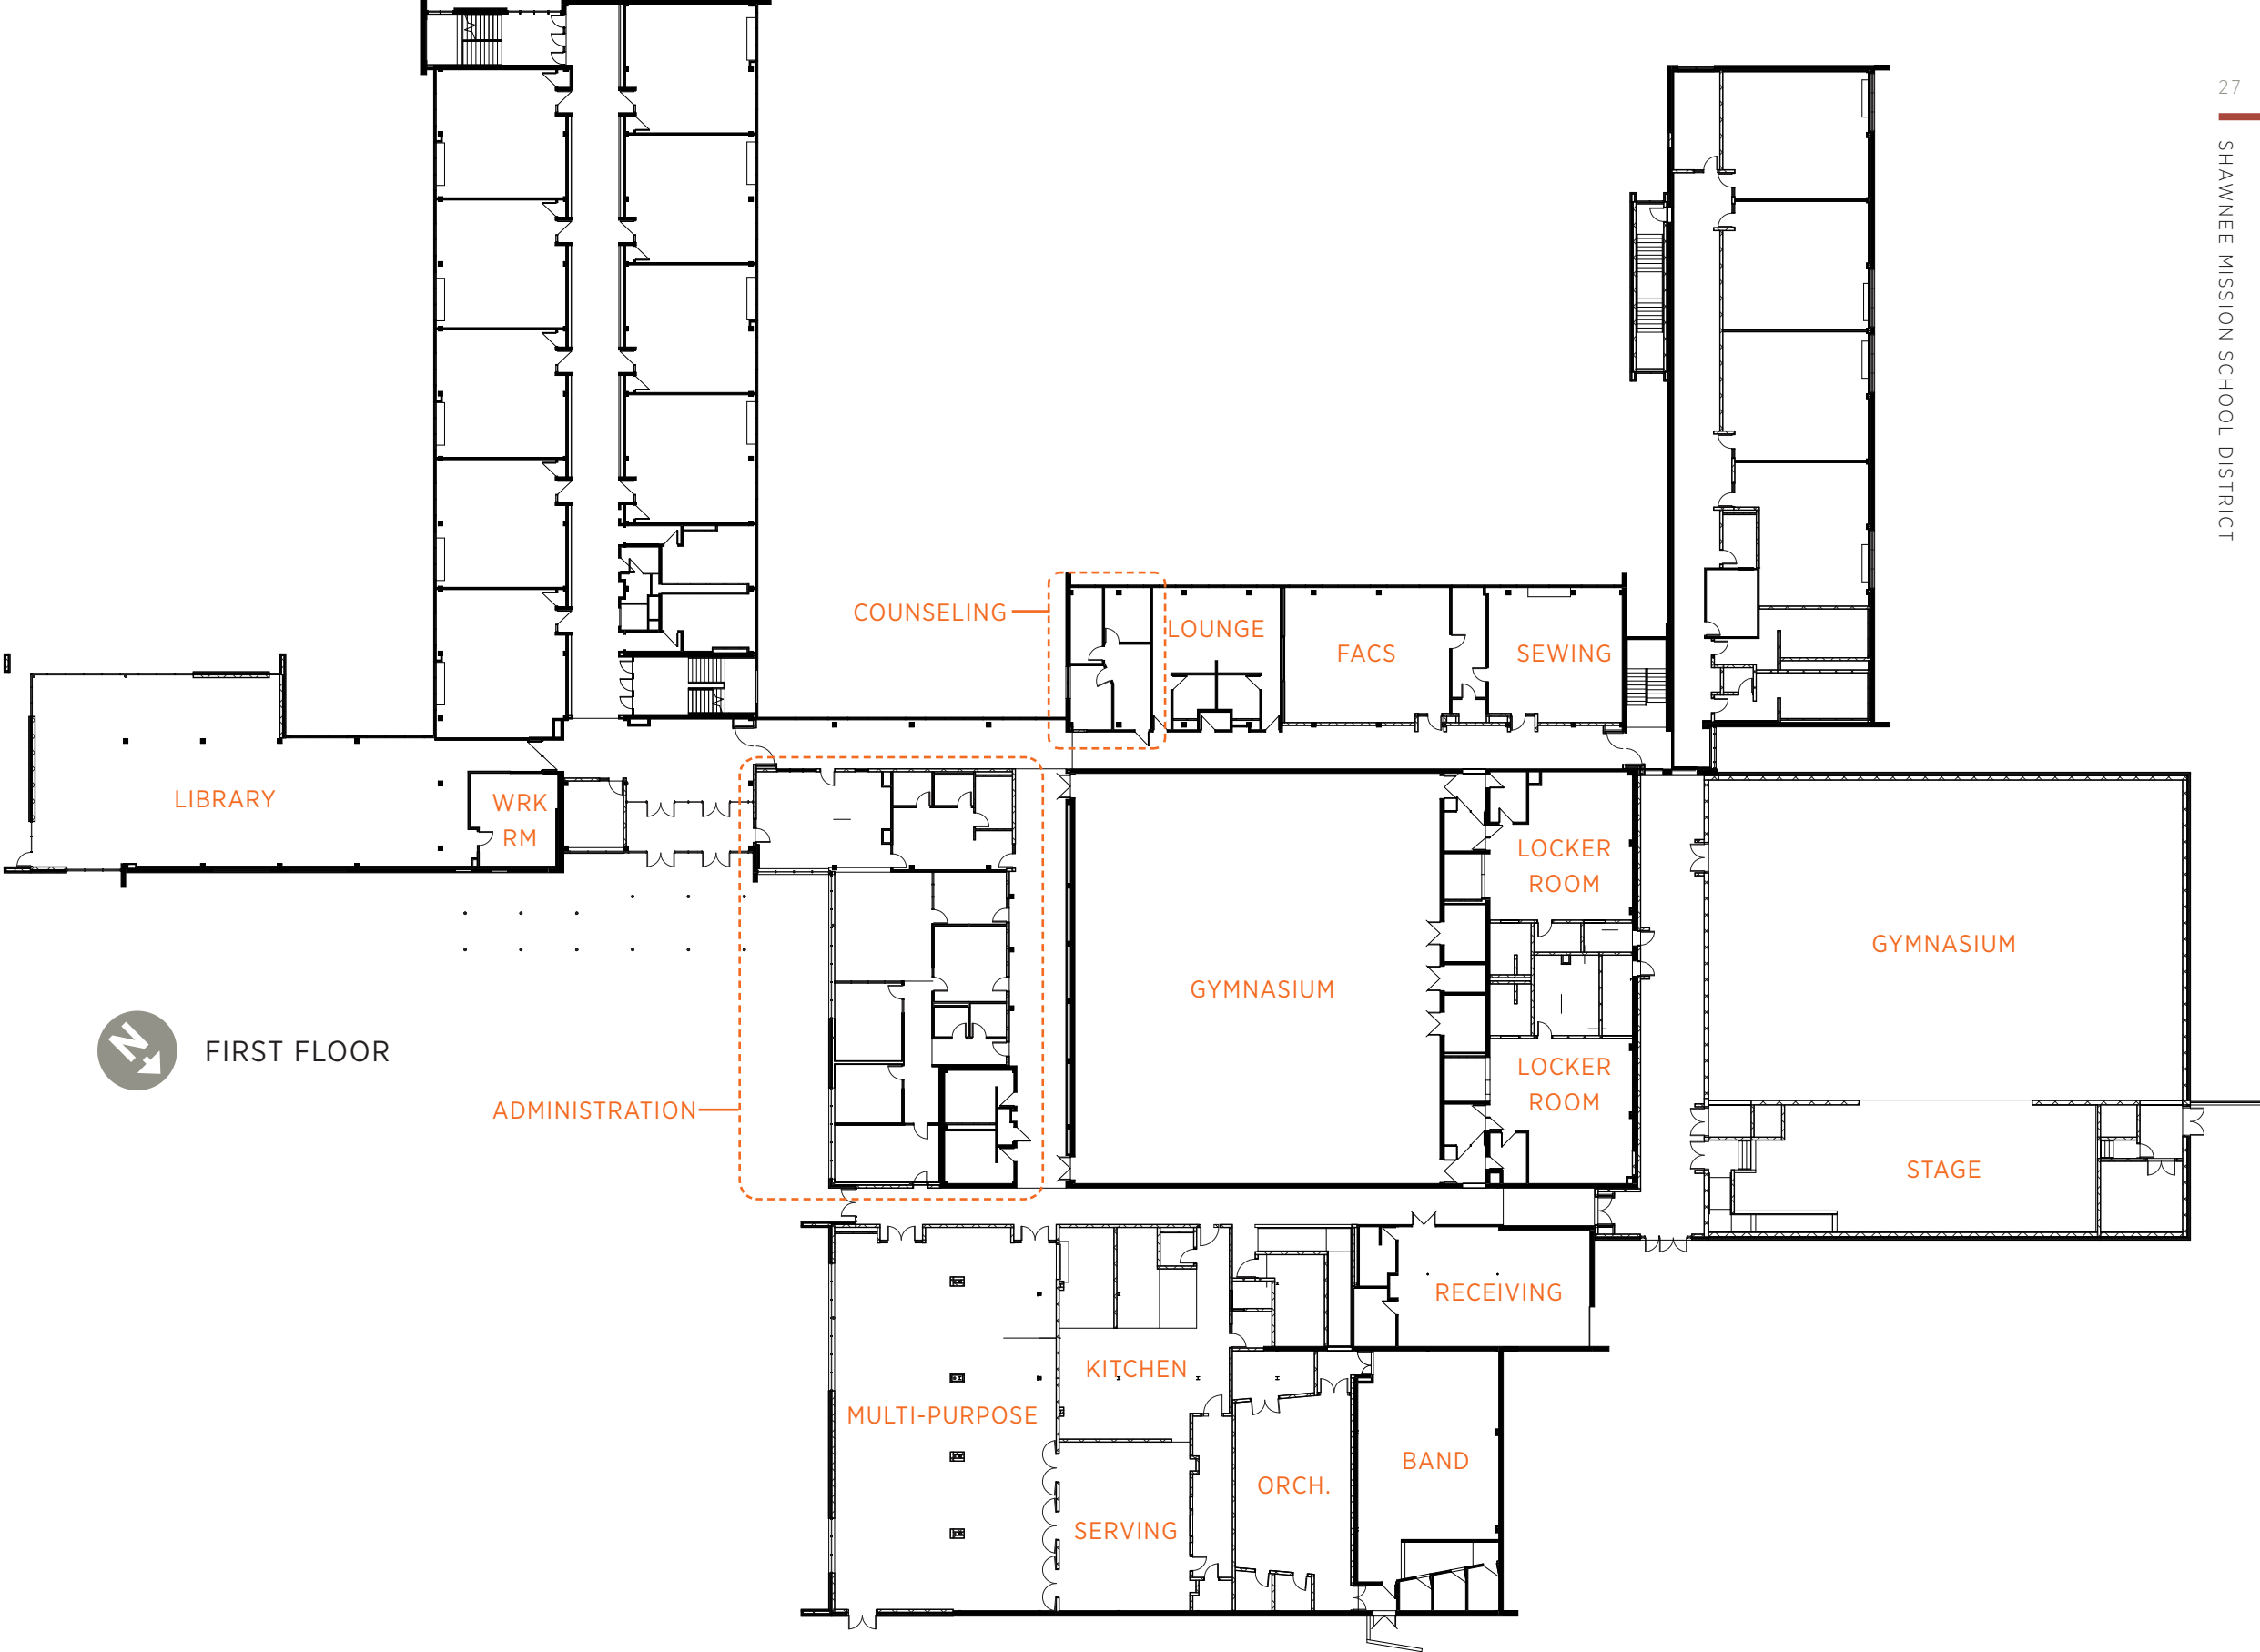 27
SHAWNEE MISSION SCHOOL DISTRICT
COUNSELING
LOUNGE
FACS
SEWING
LIBRARY
WRK
RM
LOCKER
ROOM
GYMNASIUM
GYMNASIUM
N
FIRST FLOOR
LOCKER
ROOM
ADMINISTRATION
STAGE
RECEIVING
KITCHEN
MULTI-PURPOSE
BAND
ORCH.
SERVING